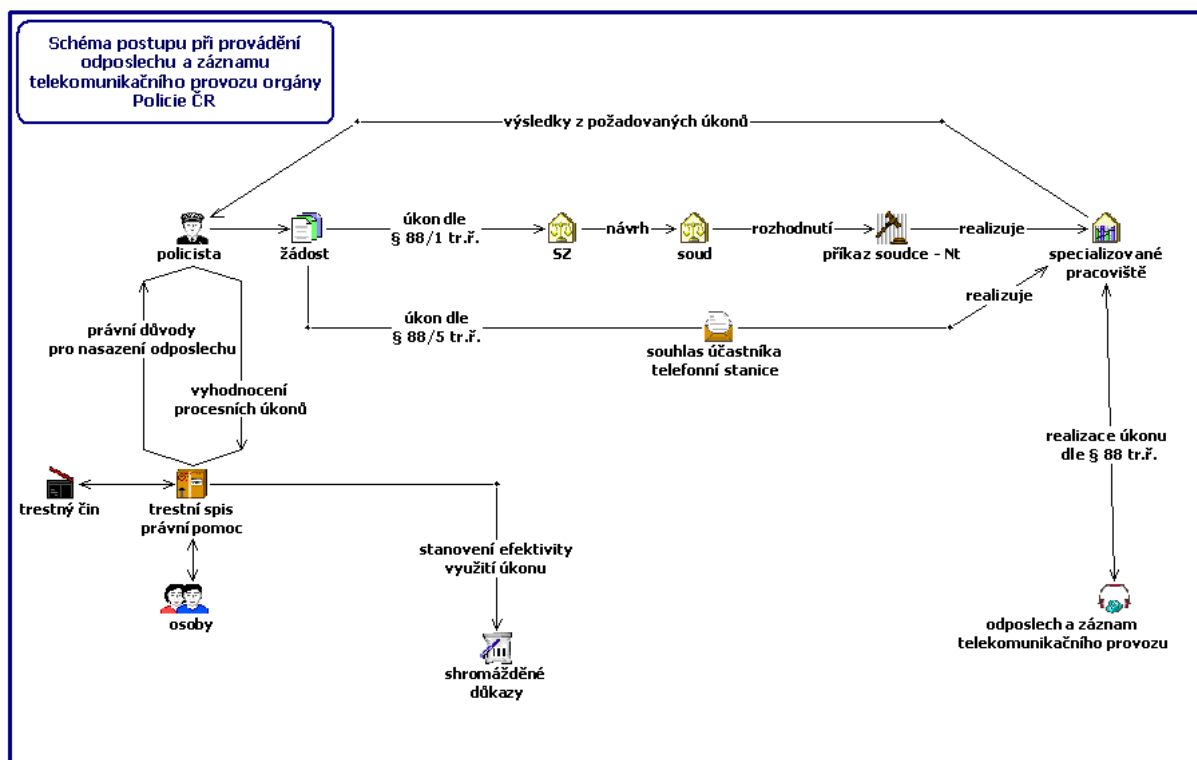 Schéma postupu při provádění
odposlechu a záznamu
telekomunikačního provozu orgány
Policie ČR
výsledky z požadovaných úkonů
policista
žádost
úkon dle
§ 88/1 tr.ř.
SZ
návrh
soud
rozhodnutí
příkaz soudce - Nt
realizuje
specializované
pracoviště
úkon dle
§ 88/5 tr.ř.
souhlas účastníka
telefonní stanice
realizuje
právní důvody
pro nasazení odposlechu
vyhodnocení
procesních úkonů
realizace úkonu
dle § 88 tr.ř.
trestný čin
trestní spis
právní pomoc
stanovení efektivity
využití úkonu
osoby
odposlech a záznam
telekomunikačního provozu
shromážděné
důkazy